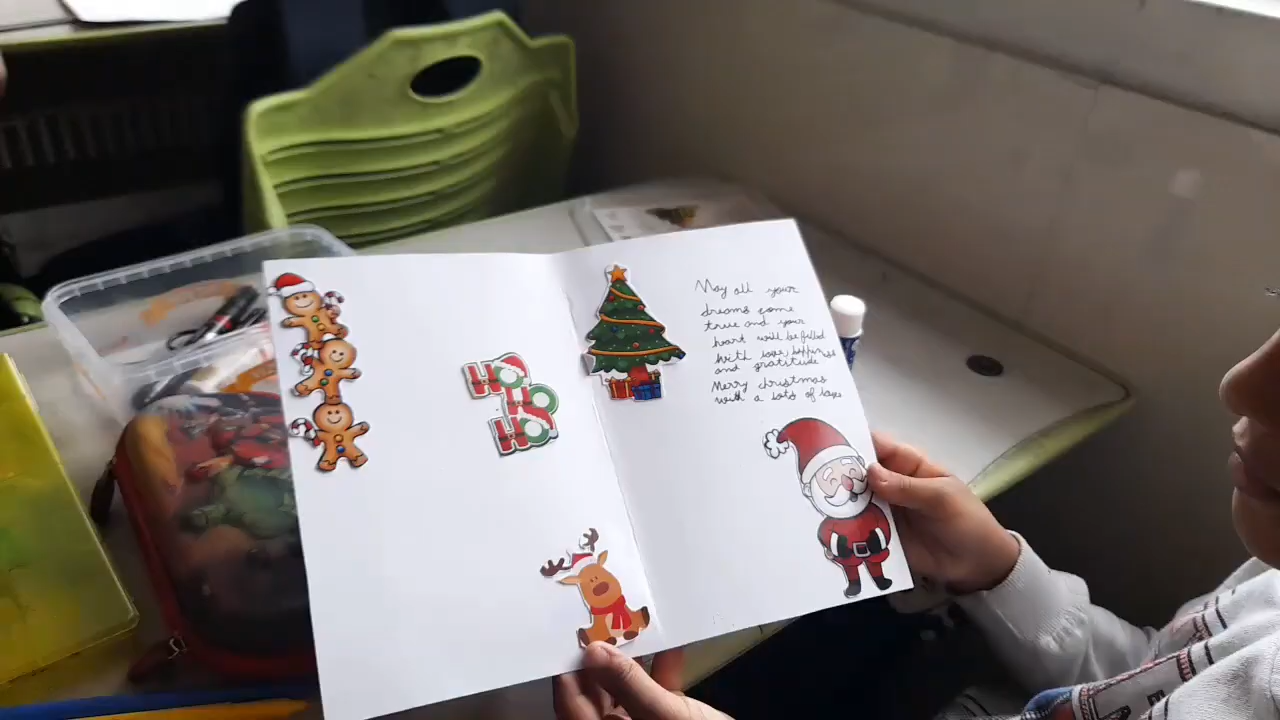 HO
HO
HO
May all your
dreams come
true and your
heart will be filled
with love happiness
and gratitude
Merry christmas
with a lots of love